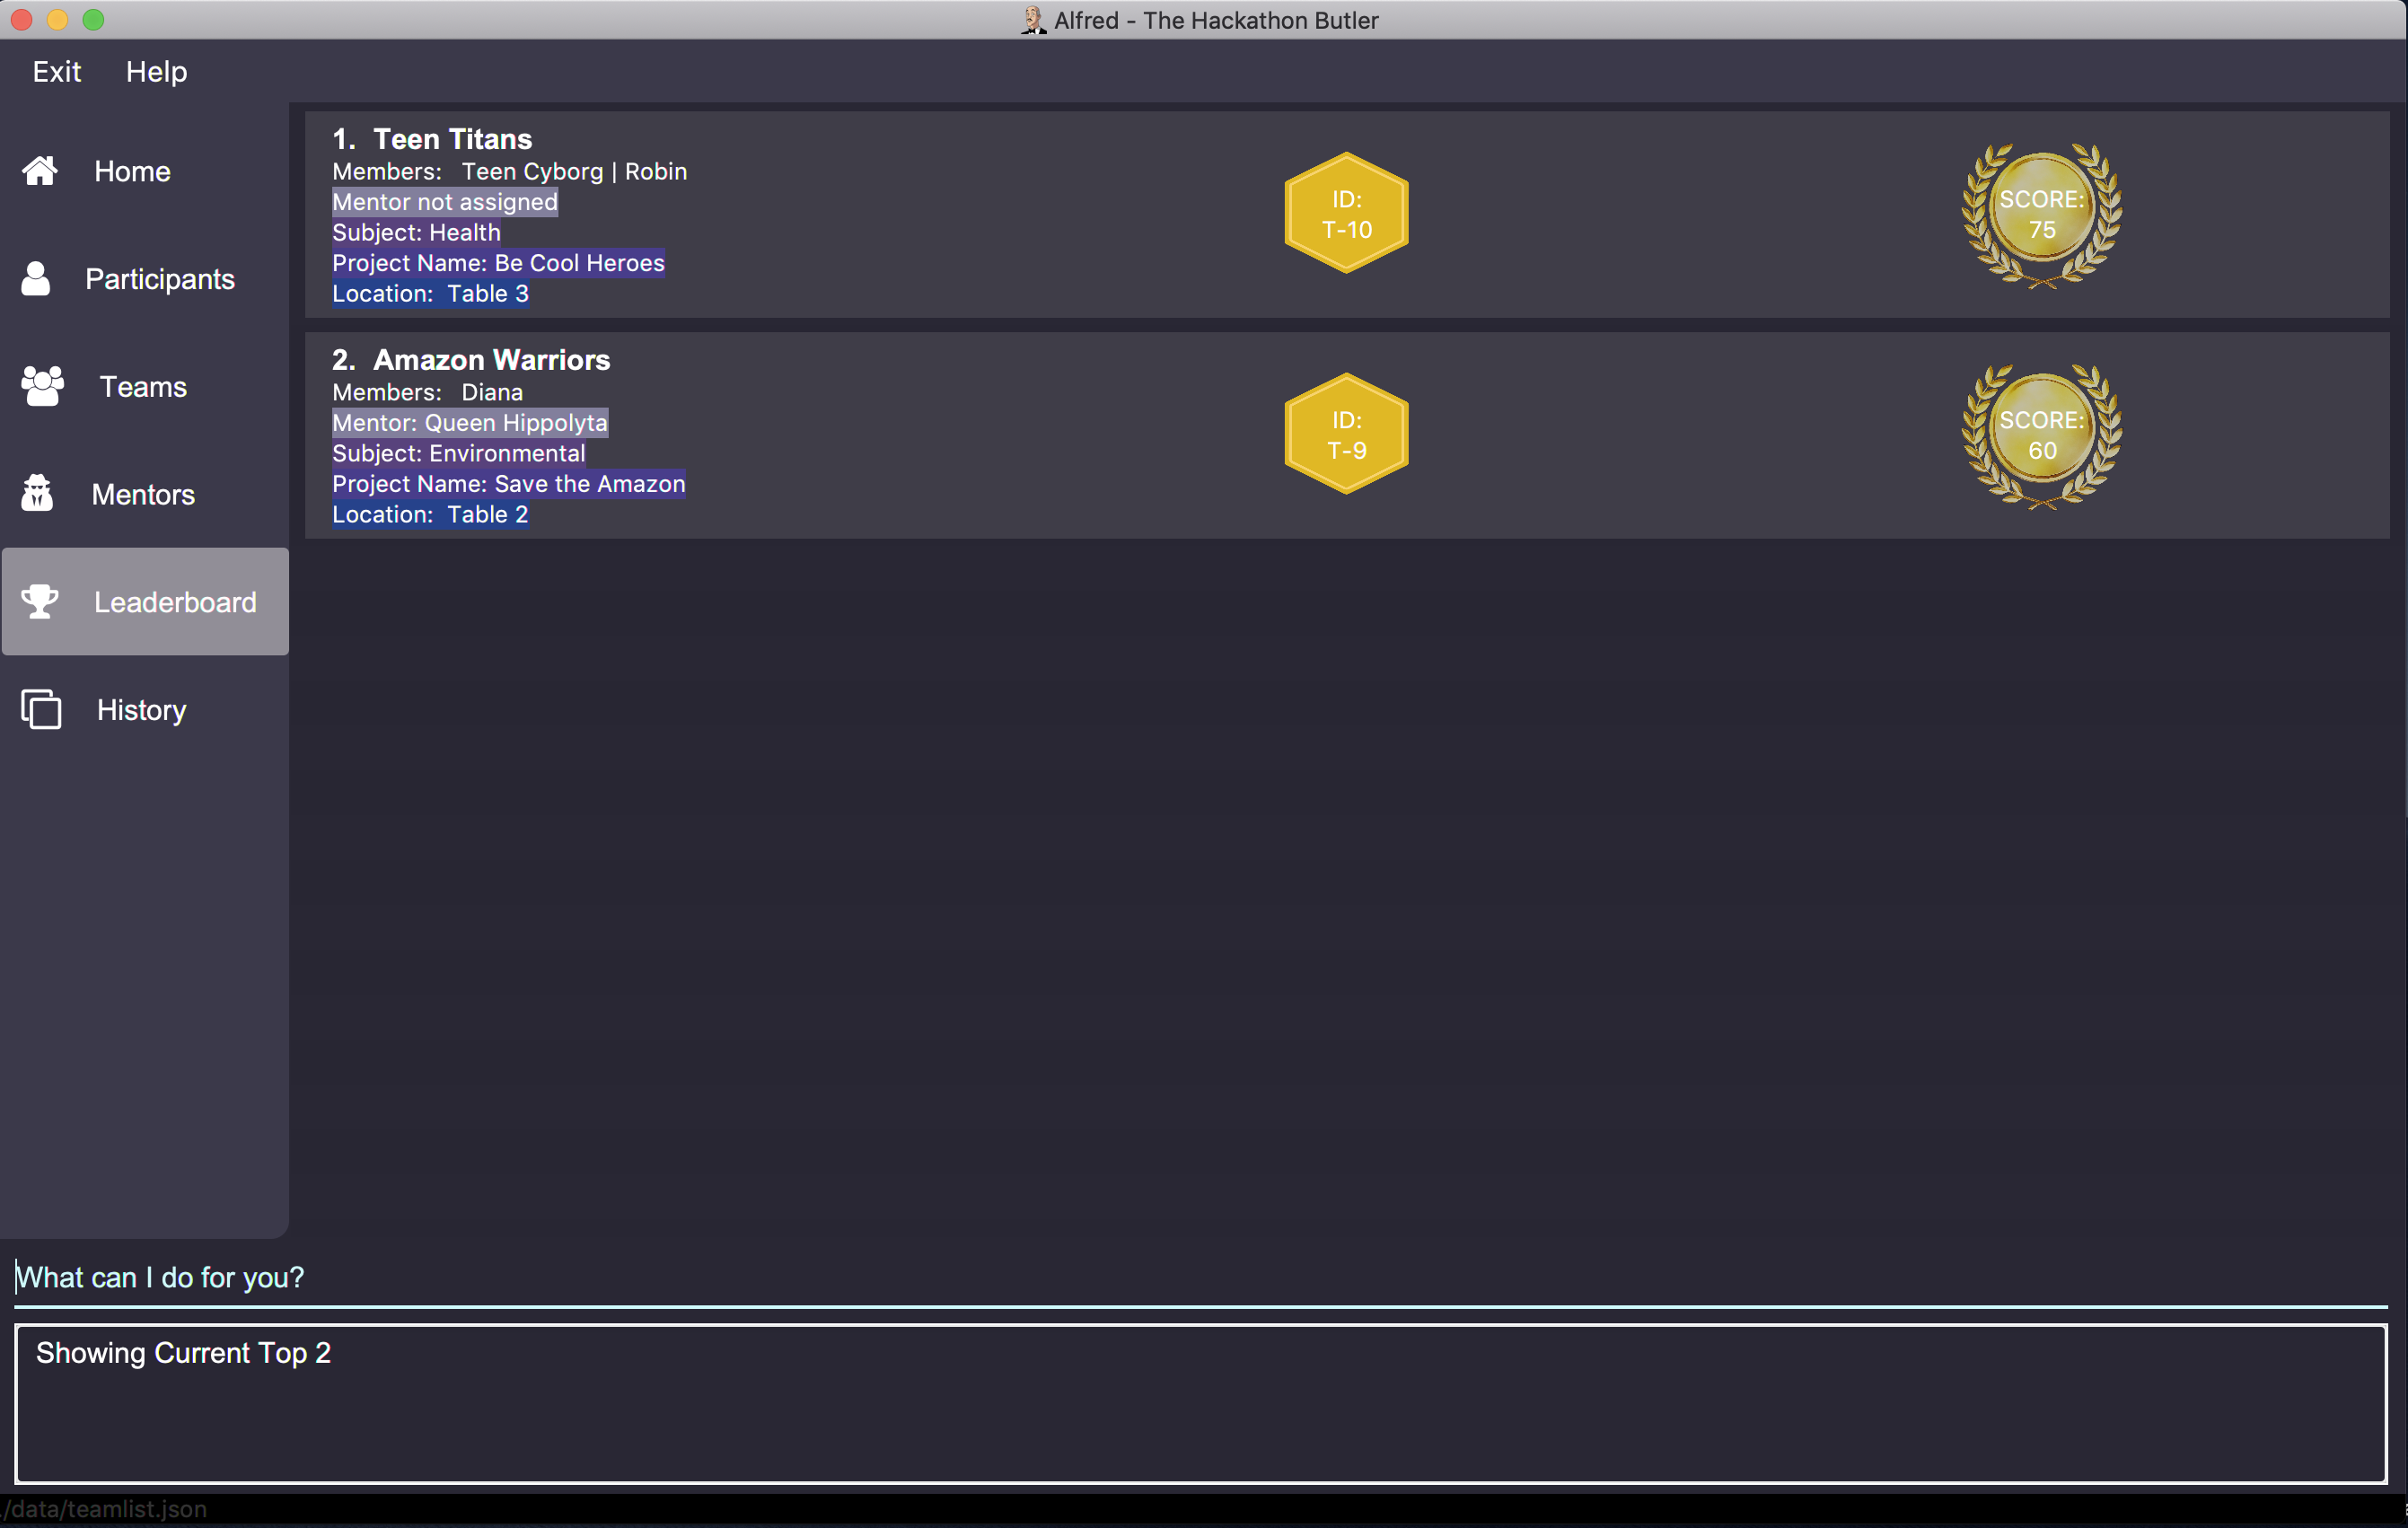 Alfred - The Hackathon Butler
Exit Help
Home
Participants
Teams
Mentors
Leaderboard
History
1. Teen Titans
Members: Teen Cyborg | Robin
Mentor not assigned
Subject: Health
Project Name: Be Cool Heroes
Location: Table 3
ID:
T-10
SCORE:
75
2. Amazon Warriors
Members: Diana
Mentor: Queen Hippolyta
Subject: Environmental
Project Name: Save the Amazon
Location: Table 2
ID:
T-9
SCORE:
60
What can I do for you?
Showing Current Top 2
./data/teamlist.json